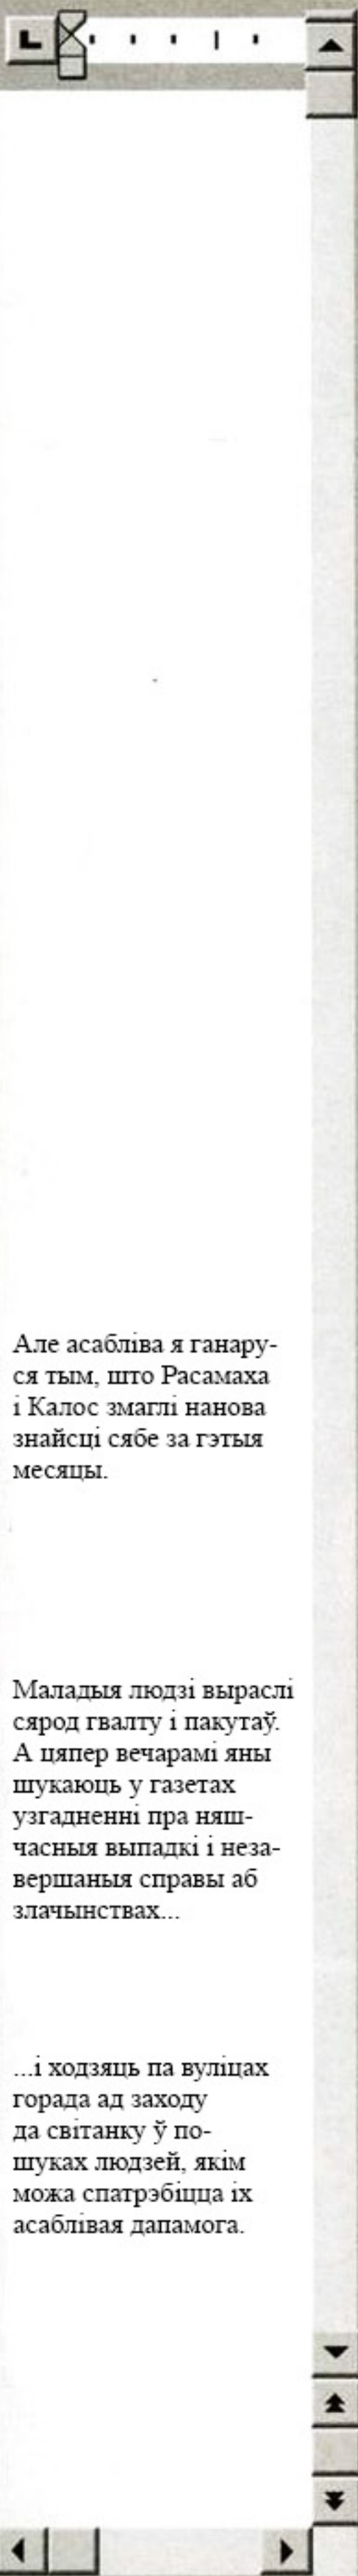 Але асабліва я ганару-
ся тым, што Расамаха
і Калос змаглі нанова
знайсці сябе за гэтыя
месяцы.
Маладыя людзі выраслі
сярод гвалту і пакутаў.
А цяпер вечарамі яны
шукаюць у газетах
узгадненні пра няш-
часныя выпадкі і неза-
вершаныя справы аб
злачынствах...
...і ходзяць па вуліцах
горада ад заходу
да світанку ў по-
шуках людзей, якім
можа спатрэбіцца іх
асаблівая дапамога.